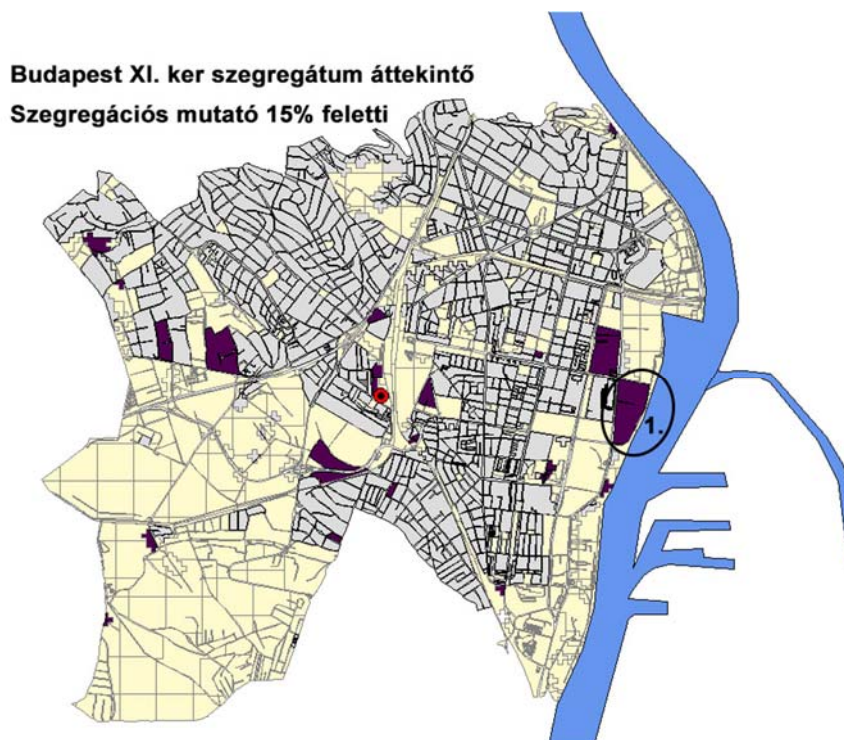 Budapest XI. ker szegregátum áttekintő
Szegregációs mutató 15% feletti
1.